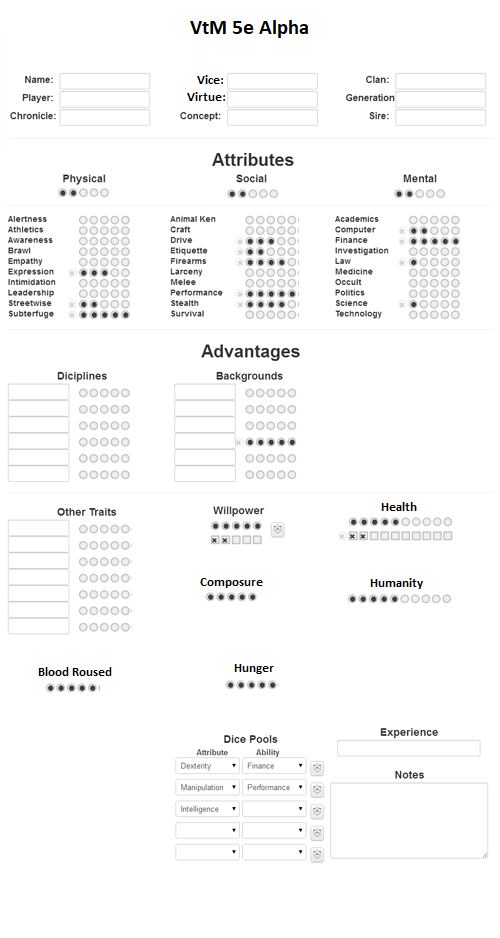 VtM 5e Alpha
Name: Vice: Clan:
Player: Virtue: Generation
Chronicle: Concept: Sire:
Attributes
Physical Social Mental
Alertness Animal Ken Academics
Athletics Craft Computer
Awareness Drive Finance
Brawl Etiquette Investigation
Empathy Firearms Law
Expression Larceny Medicine
Intimidation Melee Occult
Leadership Performance Politics
Streetwise Stealth Science
Subterfuge Survival Technology
Advantages
Diciplines Backgrounds
Other Traits Willpower Health
Composure Humanity
Blood Roused Hunger
Dice Pools Experience
Attribute Ability
Dexterity Finance
Notes
Manipulation Performance
Intelligence